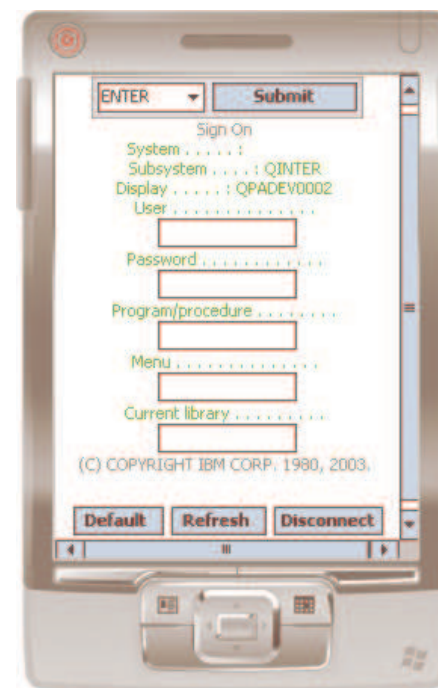 ENTER Submit
Sign On
System . . . . . :
Subsystem . . . . : QINTER
Display . . . . . : QPADEV0002
User . . . . . . . . . . . . . .
Password . . . . . . . . . . . .
Program/procedure . . . . . . . .
Menu . . . . . . . . . . . . . .
Current library . . . . . . . . .
(C) COPYRIGHT IBM CORP. 1980, 2003.
Default Refresh Disconnect